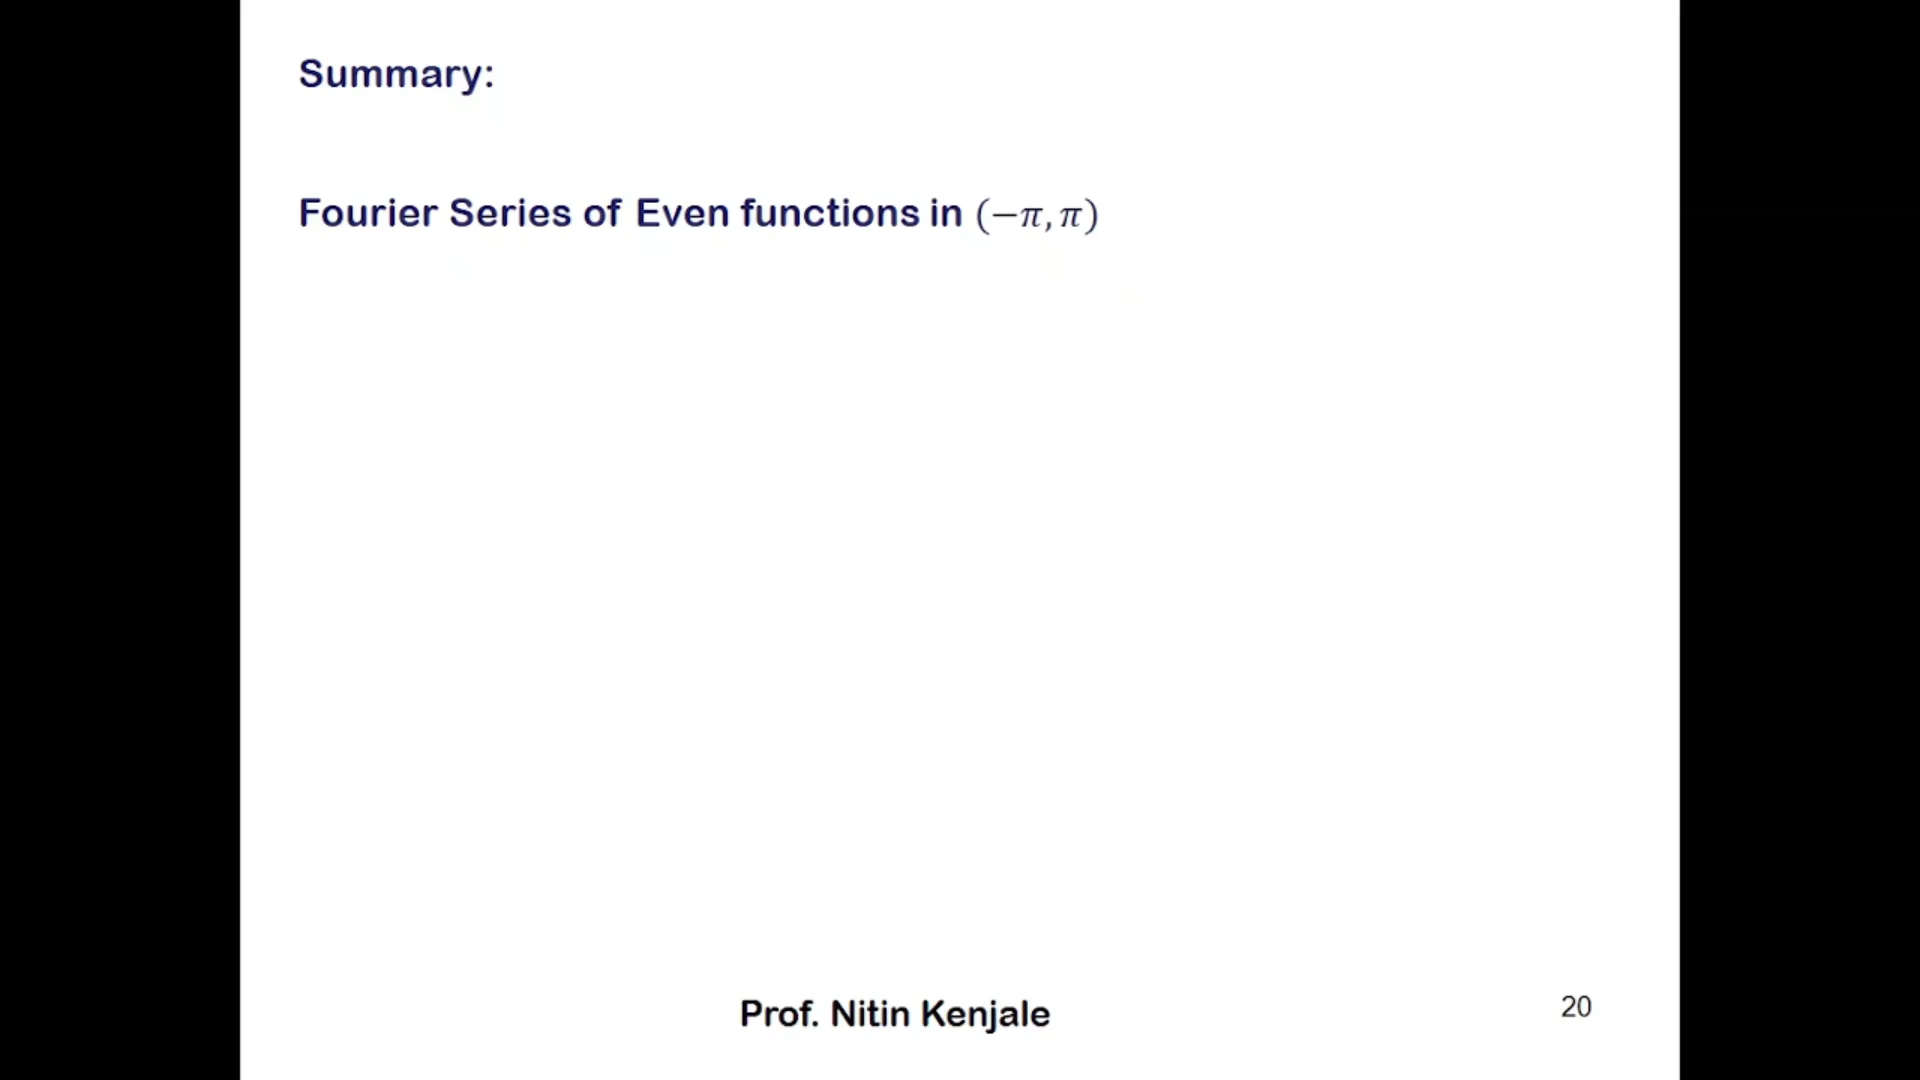 Summary:
Fourier Series of Even functions in (−π, π)
Prof. Nitin Kenjale
20